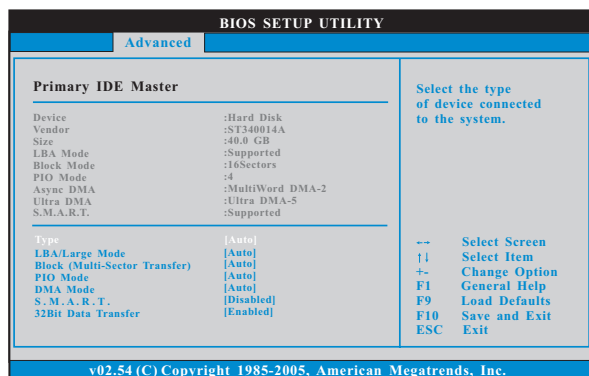 BIOS SETUP UTILITY
Advanced
Primary IDE Master
Device :Hard Disk
Vendor :ST340014A
Size :40.0 GB
LBA Mode :Supported
Block Mode :16Sectors
PIO Mode :4
Async DMA :MultiWord DMA-2
Ultra DMA :Ultra DMA-5
S.M.A.R.T. :Supported
Type [Auto]
LBA/Large Mode [Auto]
Block (Multi-Sector Transfer) [Auto]
PIO Mode [Auto]
DMA Mode [Auto]
S.M.A.R.T. [Disabled]
32Bit Data Transfer [Enabled]
Select the type
of device connected
to the system.
←→ Select Screen
↑↓ Select Item
+- Change Option
F1 General Help
F9 Load Defaults
F10 Save and Exit
ESC Exit
v02.54 (C) Copyright 1985-2005, American Megatrends, Inc.